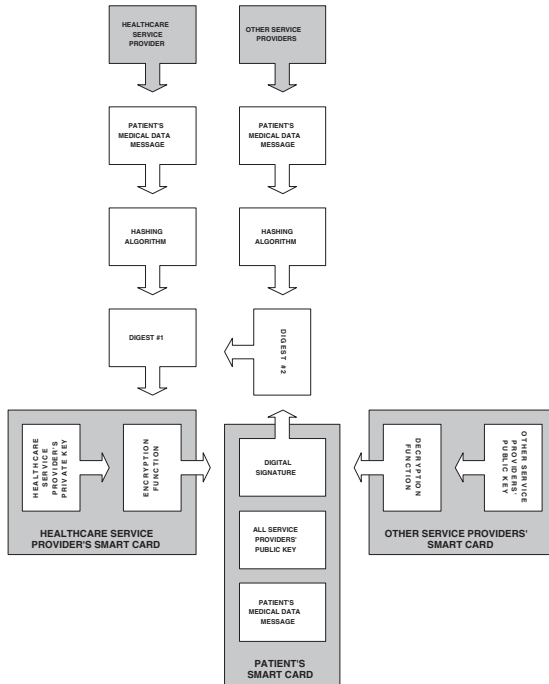 HEALTHCARE
SERVICE
PROVIDER
OTHER SERVICE
PROVIDERS
PATIENT'S
MEDICAL DATA
MESSAGE
PATIENT'S
MEDICAL DATA
MESSAGE
HASHING
ALGORITHM
HASHING
ALGORITHM
DIGEST #1
DIGEST #2
HEALTHCARE
SERVICE
PROVIDER'S
PRIVATE KEY
ENCRYPTION
FUNCTION
HEALTHCARE SERVICE
PROVIDER'S SMART CARD
DIGITAL
SIGNATURE
ALL SERVICE
PROVIDERS'
PUBLIC KEY
PATIENT'S
MEDICAL DATA
MESSAGE
PATIENT'S
SMART CARD
DECRYPTION
FUNCTION
OTHER SERVICE
PROVIDERS'
PUBLIC KEY
OTHER SERVICE PROVIDERS'
SMART CARD